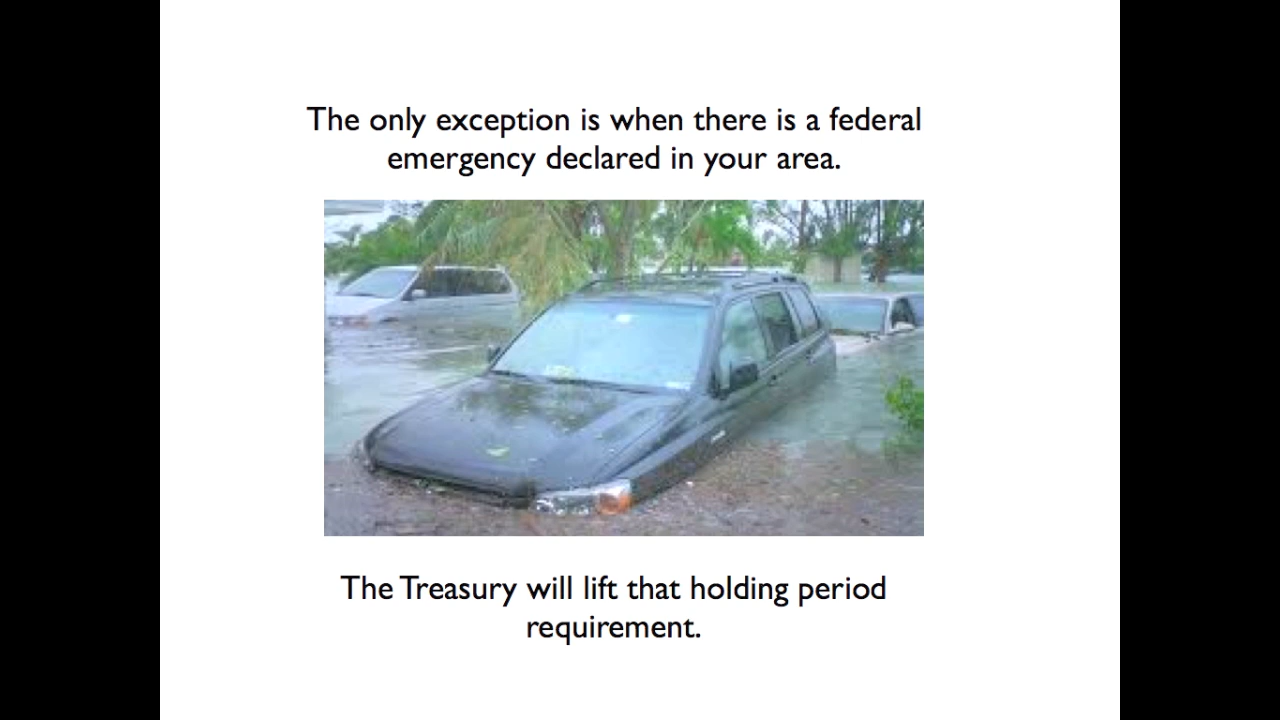 The only exception is when there is a federal
emergency declared in your area.
The Treasury will lift that holding period
requirement.